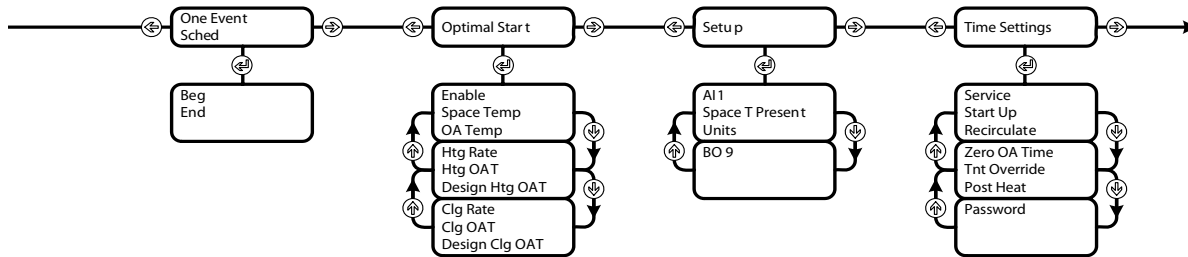 One Event
Sched
Optimal Start
Setup
Time Settings
Beg
End
Enable
Space Temp
OA Temp
Htg Rate
Htg OAT
Design Htg OAT
Clg Rate
Clg OAT
Design Clg OAT
AI 1
Space T Present
Units
BO 9
Service
Start Up
Recirculate
Zero OA Time
Tnt Override
Post Heat
Password